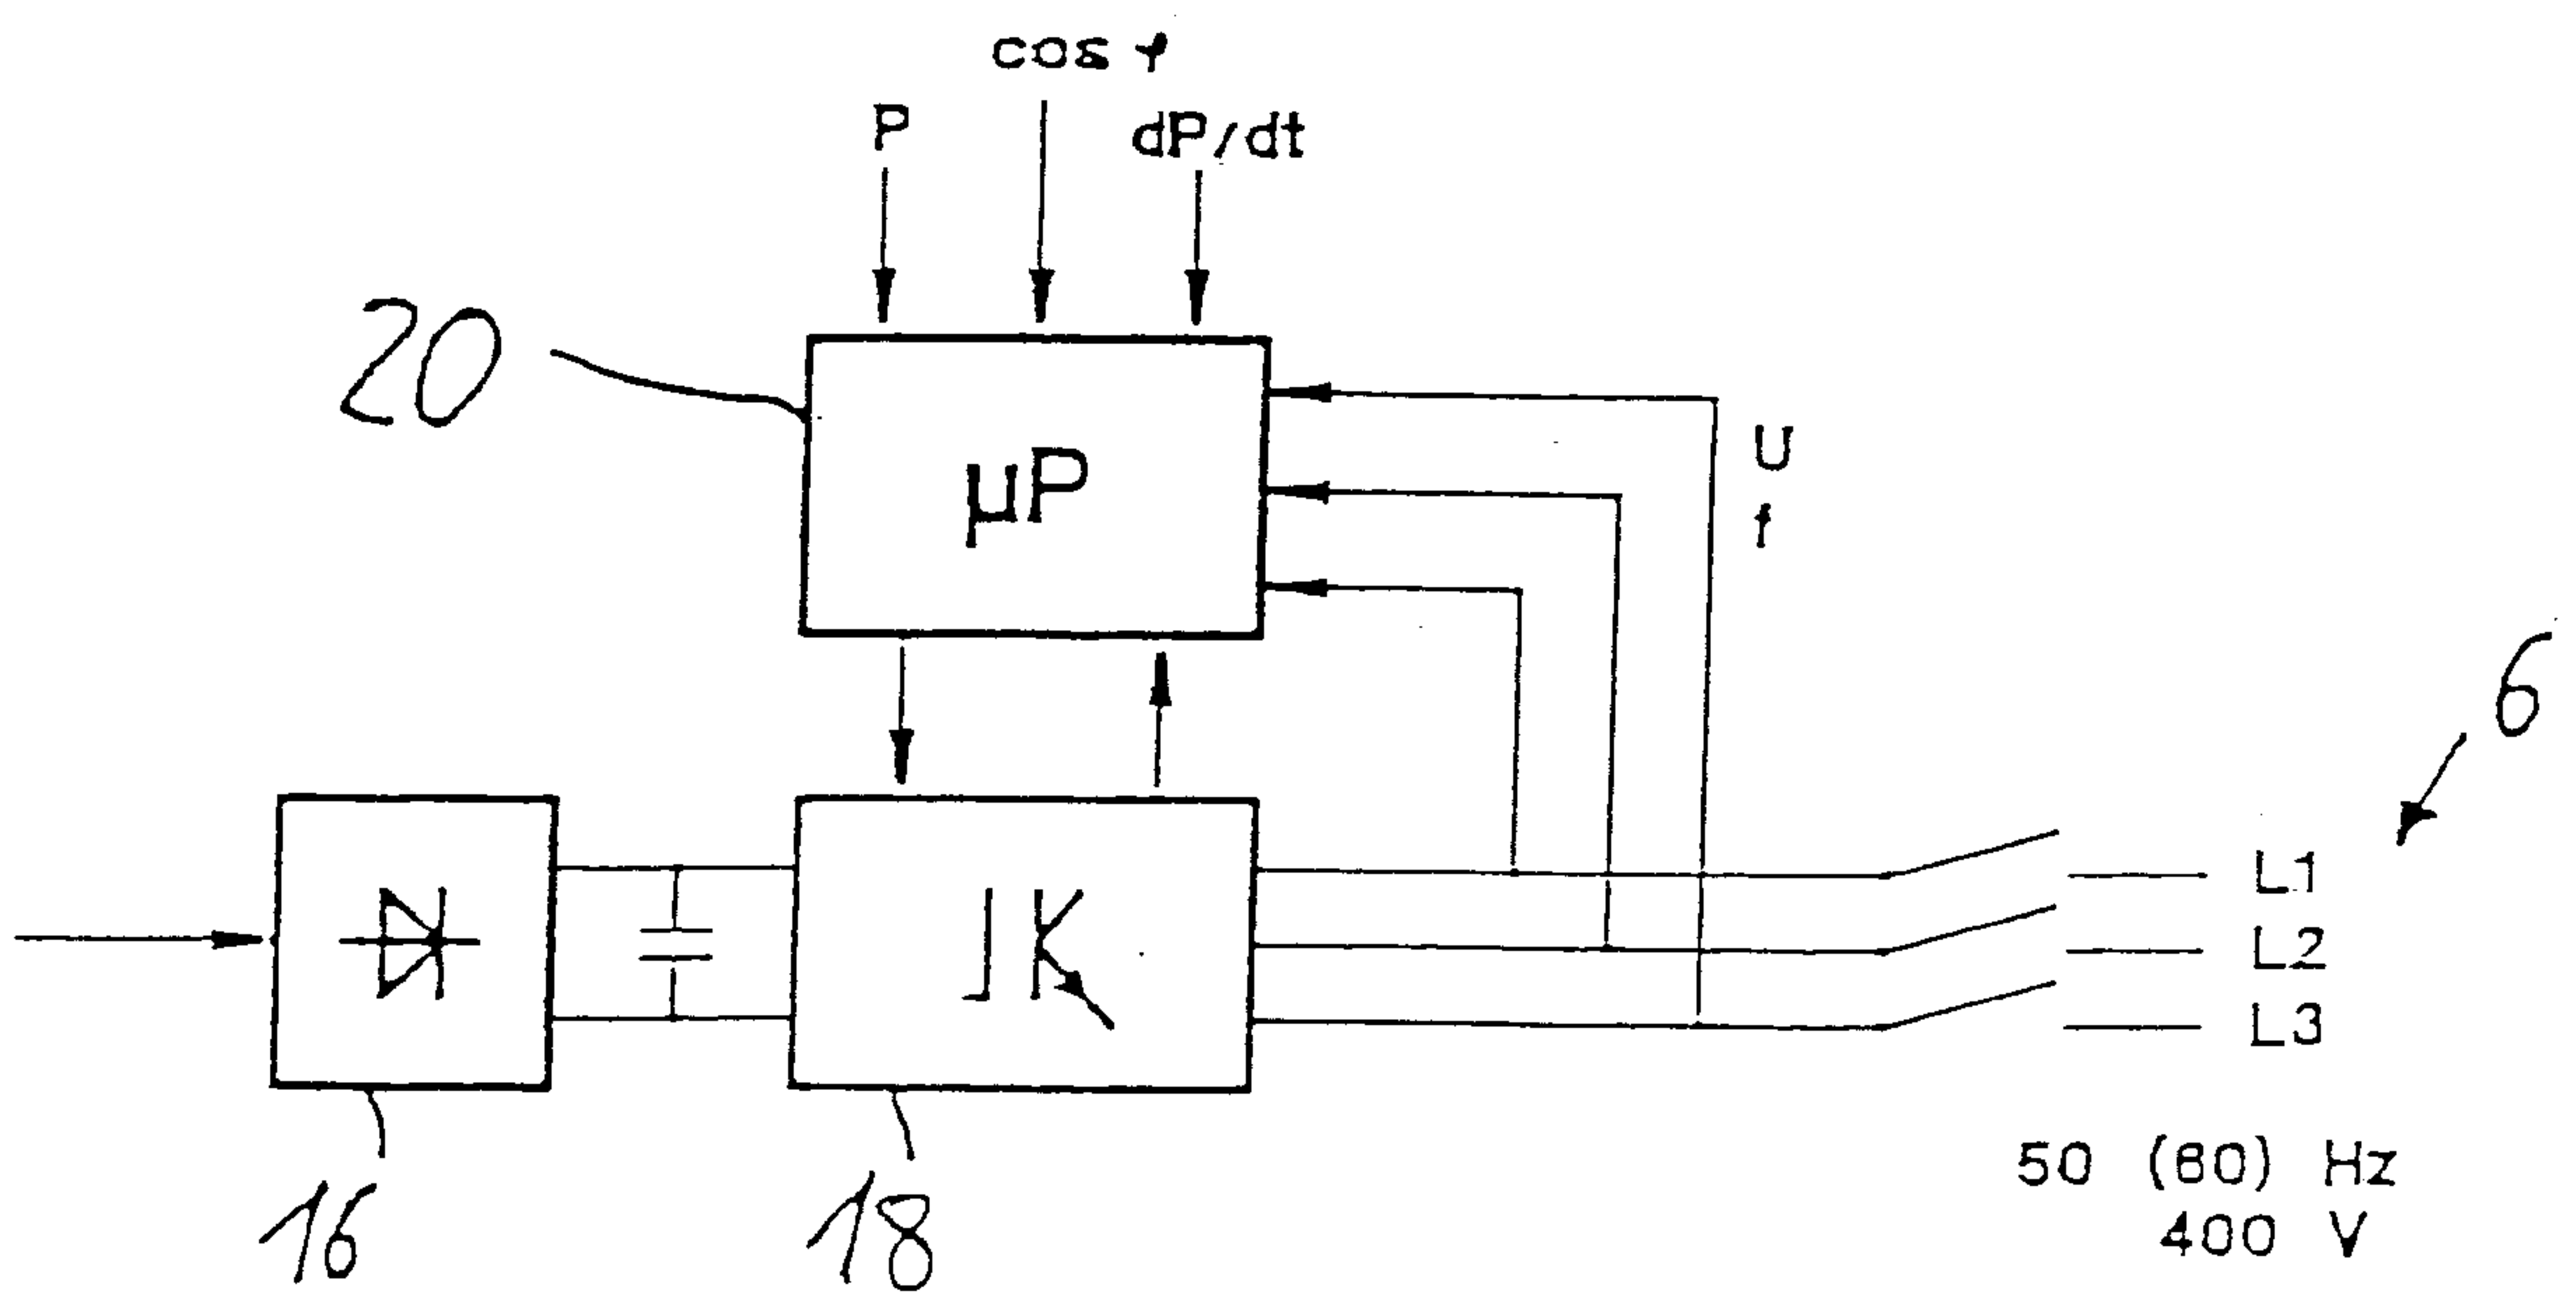 cos φ
P
dP/dt
20
μP
U
f
6
L1
L2
L3
16
18
50 (60) Hz
400 V